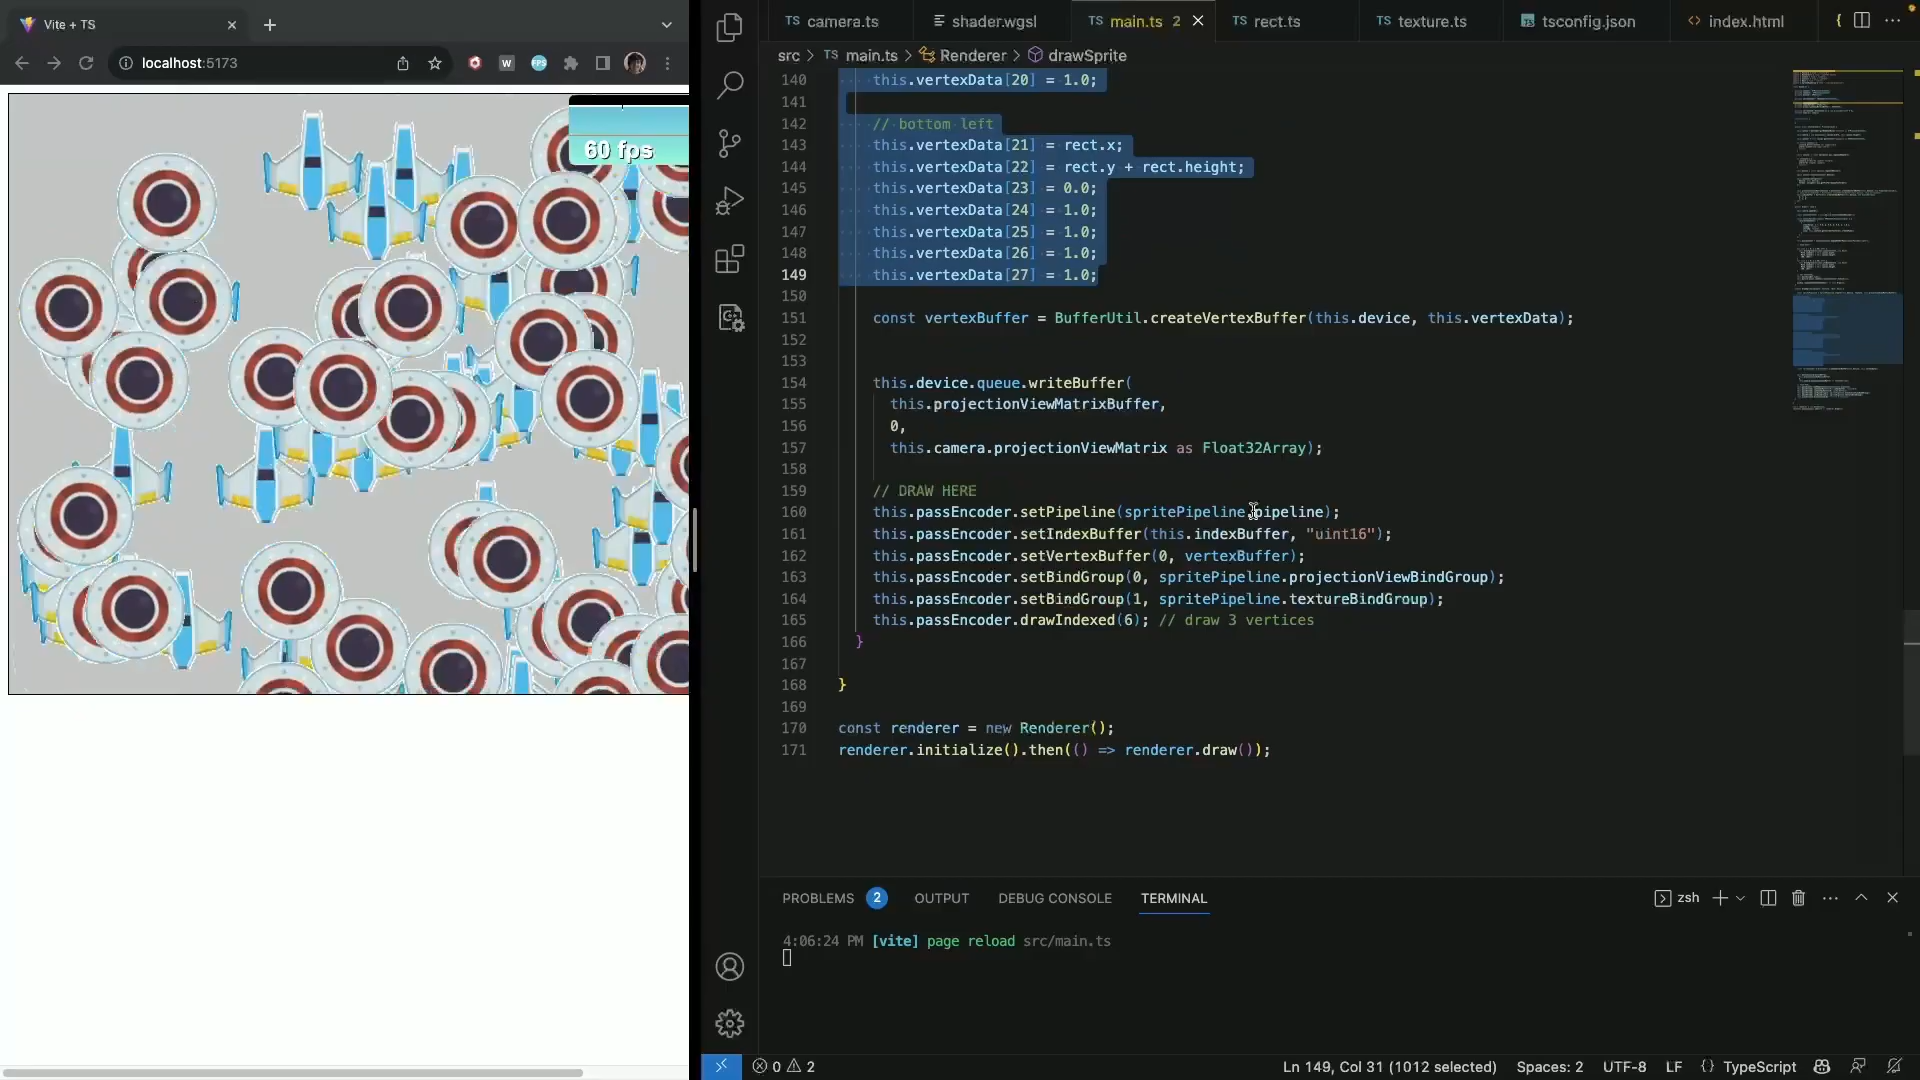 Vite + TS
localhost:5173
W
FPS
60 fps
TS camera.ts
shader.wgsl
TS main.ts 2
TS rect.ts
TS texture.ts
tsconfig.json
<> index.html
{
src > TS main.ts > Renderer > drawSprite
140 this.vertexData[20] = 1.0;
141
142 // bottom left
143 this.vertexData[21] = rect.x;
144 this.vertexData[22] = rect.y + rect.height;
145 this.vertexData[23] = 0.0;
146 this.vertexData[24] = 1.0;
147 this.vertexData[25] = 1.0;
148 this.vertexData[26] = 1.0;
149 this.vertexData[27] = 1.0;
150
151 const vertexBuffer = BufferUtil.createVertexBuffer(this.device, this.vertexData);
152
153
154 this.device.queue.writeBuffer(
155 this.projectionViewMatrixBuffer,
156 0,
157 this.camera.projectionViewMatrix as Float32Array);
158
159 // DRAW HERE
160 this.passEncoder.setPipeline(spritePipeline.pipeline);
161 this.passEncoder.setIndexBuffer(this.indexBuffer, "uint16");
162 this.passEncoder.setVertexBuffer(0, vertexBuffer);
163 this.passEncoder.setBindGroup(0, spritePipeline.projectionViewBindGroup);
164 this.passEncoder.setBindGroup(1, spritePipeline.textureBindGroup);
165 this.passEncoder.drawIndexed(6); // draw 3 vertices
166 }
167
168 }
169
170 const renderer = new Renderer();
171 renderer.initialize().then(() => renderer.draw());
PROBLEMS 2 OUTPUT DEBUG CONSOLE TERMINAL
zsh
4:06:24 PM [vite] page reload src/main.ts
0 2
Ln 149, Col 31 (1012 selected) Spaces: 2 UTF-8 LF {} TypeScript